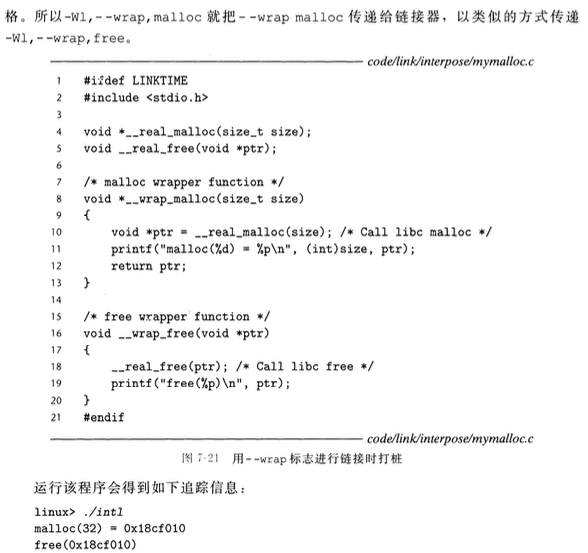 格。所以-Wl,--wrap,malloc 就把--wrap malloc 传递给链接器，以类似的方式传递
-Wl,--wrap,free。
code/link/interpose/mymalloc.c
1 #ifdef LINKTIME
2 #include <stdio.h>
3
4 void *__real_malloc(size_t size);
5 void __real_free(void *ptr);
6
7 /* malloc wrapper function */
8 void *__wrap_malloc(size_t size)
9 {
10 void *ptr = __real_malloc(size); /* Call libc malloc */
11 printf("malloc(%d) = %p\n", (int)size, ptr);
12 return ptr;
13 }
14
15 /* free wrapper function */
16 void __wrap_free(void *ptr)
17 {
18 __real_free(ptr); /* Call libc free */
19 printf("free(%p)\n", ptr);
20 }
21 #endif
code/link/interpose/mymalloc.c
图 7-21 用--wrap 标志进行链接时打桩
运行该程序会得到如下追踪信息：
linux> ./intl
malloc(32) = 0x18cf010
free(0x18cf010)